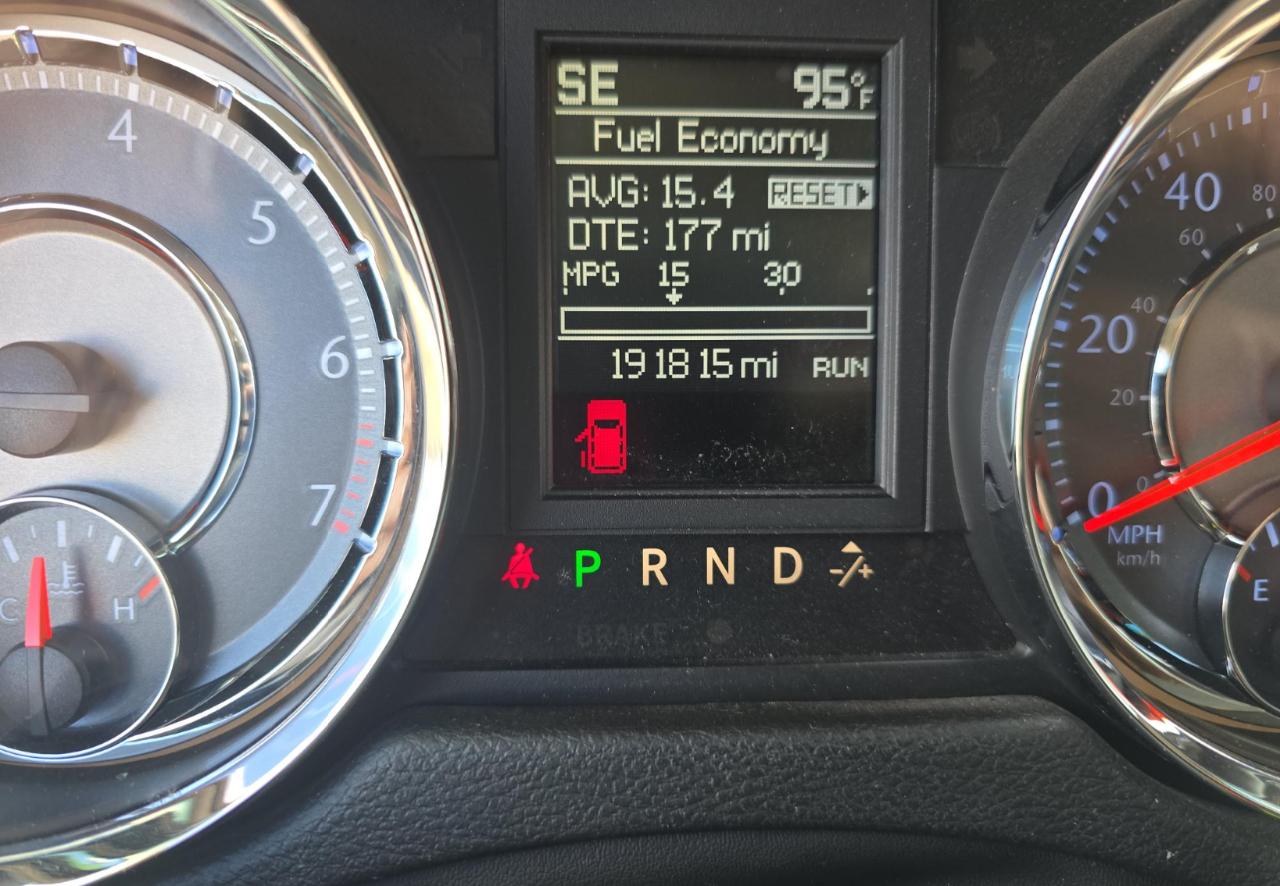 4
5
6
7
C H
SE 95°F
Fuel Economy
AVG: 15.4 RESET
DTE: 177 mi
MPG 15 30
191815 mi RUN
P R N D -/+
BRAKE
40
20
0
MPH
km/h
80
60
40
20
0
E